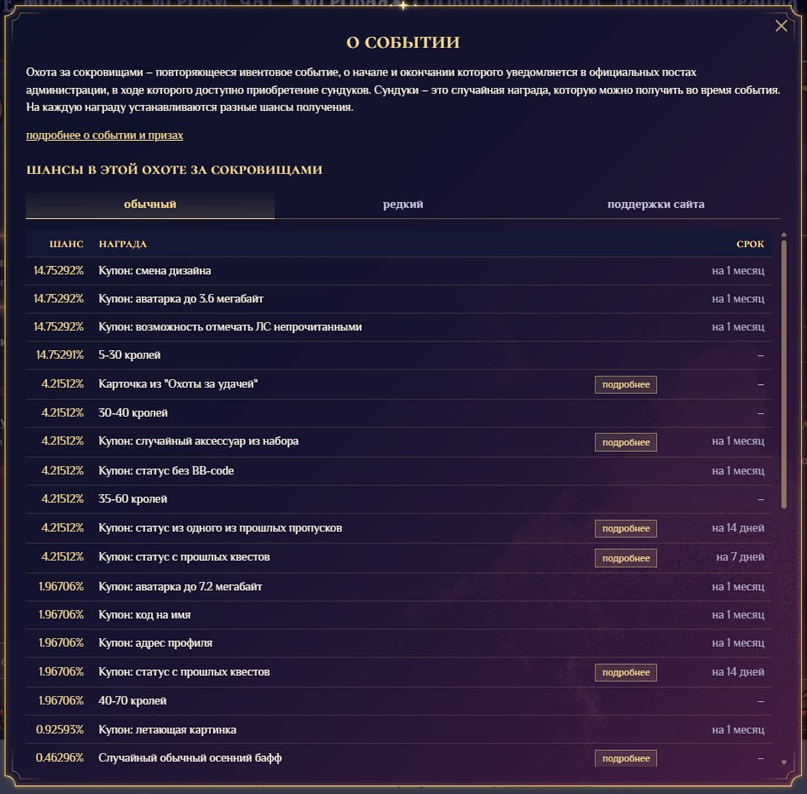 О СОБЫТИИ
Охота за сокровищами – повторяющееся ивентовое событие, о начале и окончании которого уведомляется в официальных постах
администрации, в ходе которого доступно приобретение сундуков. Сундуки – это случайная награда, которую можно получить во время события.
На каждую награду устанавливаются разные шансы получения.
подробнее о событии и призах
ШАНСЫ В ЭТОЙ ОХОТЕ ЗА СОКРОВИЩАМИ
обычный редкий поддержки сайта
ШАНС НАГРАДА СРОК
14.75292% Купон: смена дизайна на 1 месяц
14.75292% Купон: аватарка до 3.6 мегабайт на 1 месяц
14.75292% Купон: возможность отмечать ЛС непрочитанными на 1 месяц
14.75291% 5-30 кролей –
4.21512% Карточка из "Охоты за удачей" подробнее –
4.21512% 30-40 кролей –
4.21512% Купон: случайный аксессуар из набора подробнее на 1 месяц
4.21512% Купон: статус без BB-code на 1 месяц
4.21512% 35-60 кролей –
4.21512% Купон: статус из одного из прошлых пропусков подробнее на 14 дней
4.21512% Купон: статус с прошлых квестов подробнее на 7 дней
1.96706% Купон: аватарка до 7.2 мегабайт на 1 месяц
1.96706% Купон: код на имя на 1 месяц
1.96706% Купон: адрес профиля на 1 месяц
1.96706% Купон: статус с прошлых квестов подробнее на 14 дней
1.96706% 40-70 кролей –
0.92593% Купон: летающая картинка на 1 месяц
0.46296% Случайный обычный осенний бафф подробнее –